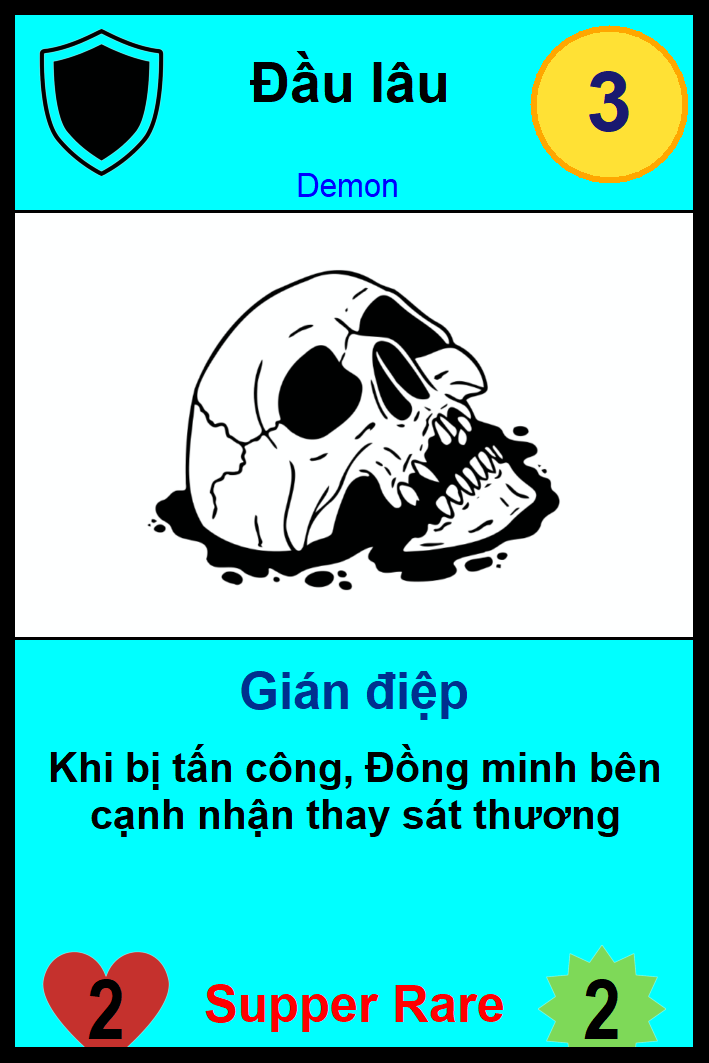 Đầu lâu
3
Demon
Gián điệp
Khi bị tấn công, Đồng minh bên
cạnh nhận thay sát thương
2
Supper Rare
2